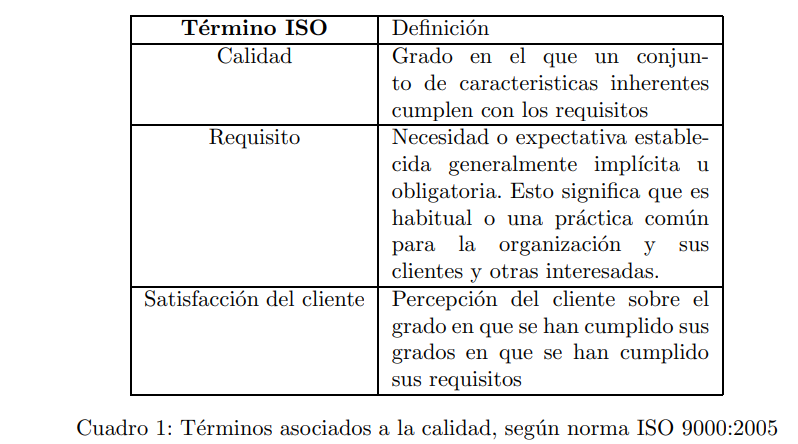 Término ISO Definición
Calidad Grado en el que un conjun-
to de caracteristicas inherentes
cumplen con los requisitos
Requisito Necesidad o expectativa estable-
cida generalmente implícita u
obligatoria. Esto significa que es
habitual o una práctica común
para la organización y sus
clientes y otras interesadas.
Satisfacción del cliente Percepción del cliente sobre el
grado en que se han cumplido sus
grados en que se han cumplido
sus requisitos
Cuadro 1: Términos asociados a la calidad, según norma ISO 9000:2005